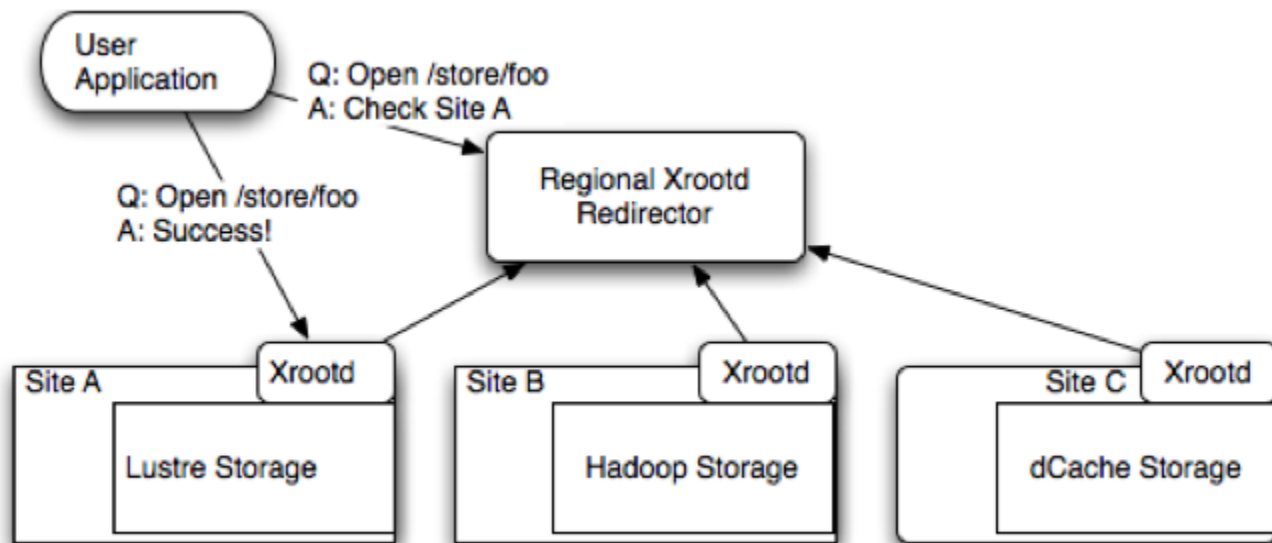 User
Application
Q: Open /store/foo
A: Check Site A
Regional Xrootd
Redirector
Q: Open /store/foo
A: Success!
Site A
Xrootd
Lustre Storage
Site B
Xrootd
Hadoop Storage
Site C
Xrootd
dCache Storage